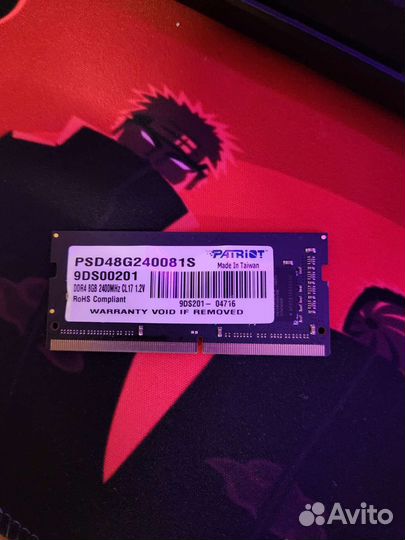 PATRIOT
PSD48G240081S Made In Taiwan
9DS00201
DDR4 8GB 2400MHz CL17 1.2V
RoHS Compliant 9DS201- 04716
WARRANTY VOID IF REMOVED
Avito